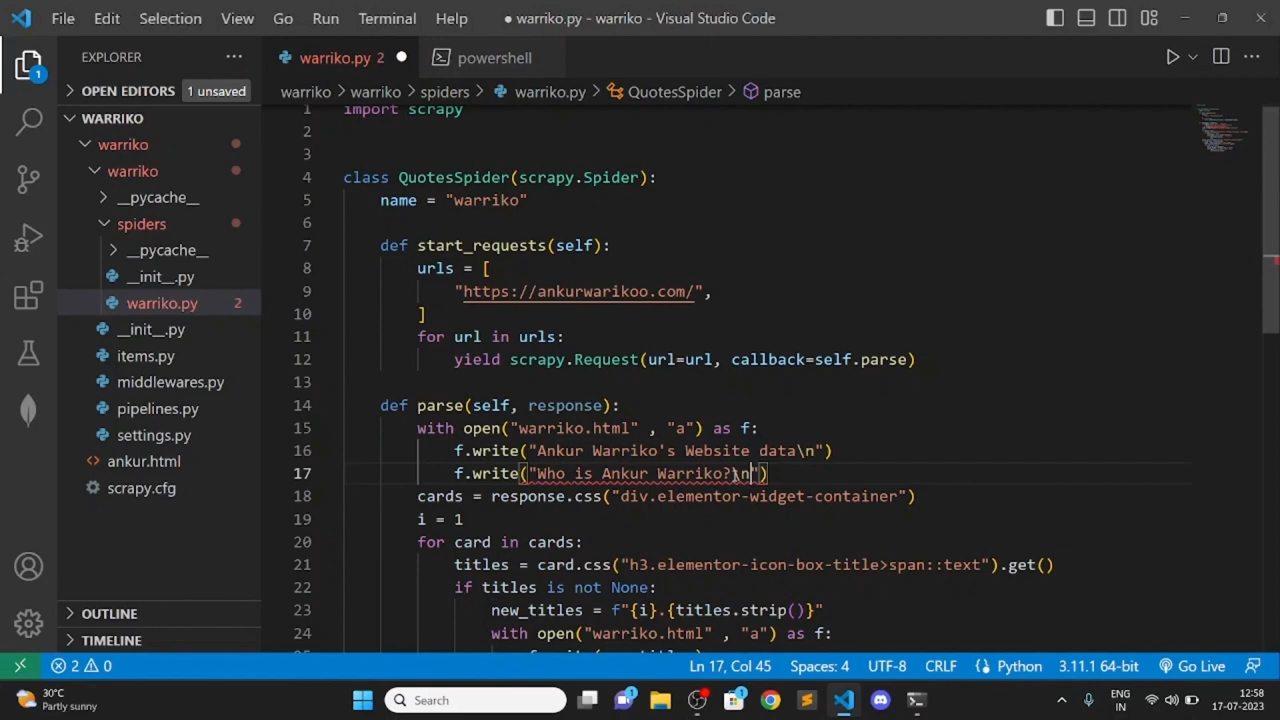 File Edit Selection View Go Run Terminal Help ● warriko.py - warriko - Visual Studio Code
EXPLORER
warriko.py 2 powershell
OPEN EDITORS 1 unsaved
warriko > warriko > spiders > warriko.py > QuotesSpider > parse
WARRIKO
warriko
warriko
__pycache__
spiders
__pycache__
__init__.py
warriko.py 2
__init__.py
items.py
middlewares.py
pipelines.py
settings.py
ankur.html
scrapy.cfg
OUTLINE
TIMELINE
1 import scrapy
2
3
4 class QuotesSpider(scrapy.Spider):
5 name = "warriko"
6
7 def start_requests(self):
8 urls = [
9 "https://ankurwarikoo.com/",
10 ]
11 for url in urls:
12 yield scrapy.Request(url=url, callback=self.parse)
13
14 def parse(self, response):
15 with open("warriko.html" , "a") as f:
16 f.write("Ankur Warriko's Website data\n")
17 f.write("Who is Ankur Warriko?\n")
18 cards = response.css("div.elementor-widget-container")
19 i = 1
20 for card in cards:
21 titles = card.css("h3.elementor-icon-box-title>span::text").get()
22 if titles is not None:
23 new_titles = f"{i}.{titles.strip()}"
24 with open("warriko.html" , "a") as f:
2 0 Ln 17, Col 45 Spaces: 4 UTF-8 CRLF Python 3.11.1 64-bit Go Live
30°C
Partly sunny
Search
ENG
IN
12:58
17-07-2023